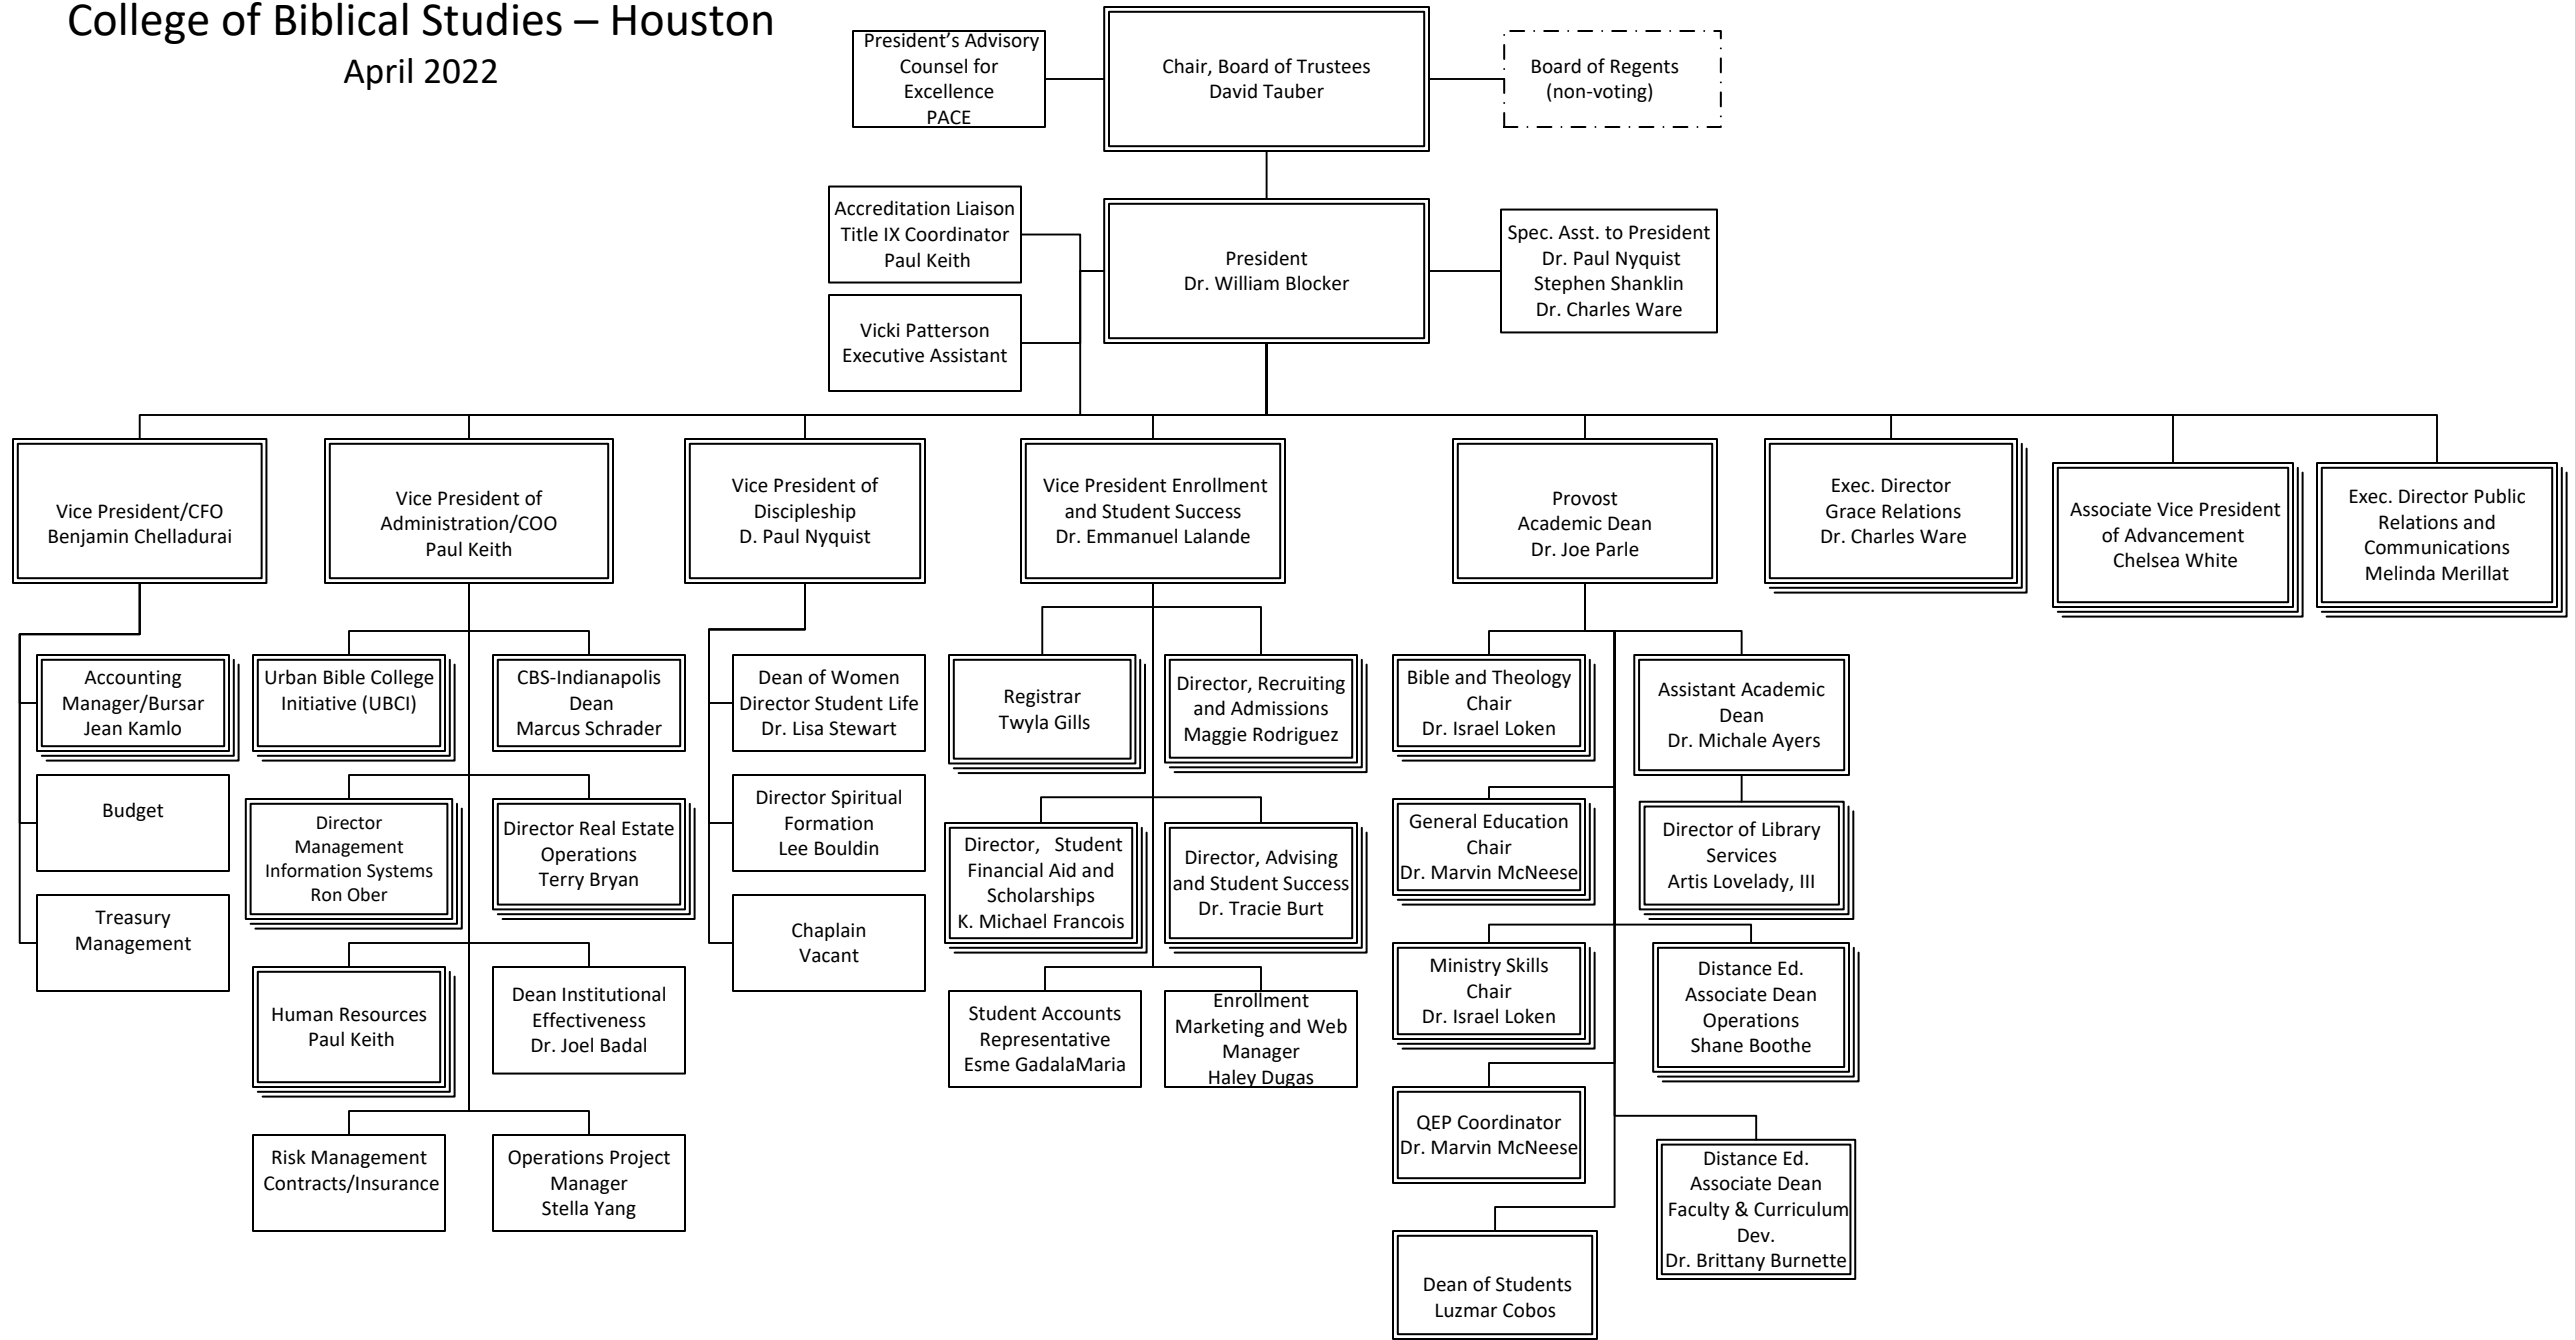 College of Biblical Studies – Houston
April 2022
President's Advisory
Counsel for
Excellence
PACE
Chair, Board of Trustees
David Tauber
Board of Regents
(non-voting)
Accreditation Liaison
Title IX Coordinator
Paul Keith
President
Dr. William Blocker
Spec. Asst. to President
Dr. Paul Nyquist
Stephen Shanklin
Dr. Charles Ware
Vicki Patterson
Executive Assistant
Vice President/CFO
Benjamin Chelladurai
Vice President of
Administration/COO
Paul Keith
Vice President of
Discipleship
D. Paul Nyquist
Vice President Enrollment
and Student Success
Dr. Emmanuel Lalande
Provost
Academic Dean
Dr. Joe Parle
Exec. Director
Grace Relations
Dr. Charles Ware
Associate Vice President
of Advancement
Chelsea White
Exec. Director Public
Relations and
Communications
Melinda Merillat
Accounting
Manager/Bursar
Jean Kamlo
Budget
Treasury
Management
Urban Bible College
Initiative (UBCI)
CBS-Indianapolis
Dean
Marcus Schrader
Director
Management
Information Systems
Ron Ober
Director Real Estate
Operations
Terry Bryan
Human Resources
Paul Keith
Dean Institutional
Effectiveness
Dr. Joel Badal
Risk Management
Contracts/Insurance
Operations Project
Manager
Stella Yang
Dean of Women
Director Student Life
Dr. Lisa Stewart
Director Spiritual
Formation
Lee Bouldin
Chaplain
Vacant
Registrar
Twyla Gills
Director, Recruiting
and Admissions
Maggie Rodriguez
Director, Student
Financial Aid and
Scholarships
K. Michael Francois
Director, Advising
and Student Success
Dr. Tracie Burt
Student Accounts
Representative
Esme GadalaMaria
Enrollment
Marketing and Web
Manager
Haley Dugas
Bible and Theology
Chair
Dr. Israel Loken
Assistant Academic
Dean
Dr. Michale Ayers
General Education
Chair
Dr. Marvin McNeese
Director of Library
Services
Artis Lovelady, III
Ministry Skills
Chair
Dr. Israel Loken
Distance Ed.
Associate Dean
Operations
Shane Boothe
QEP Coordinator
Dr. Marvin McNeese
Distance Ed.
Associate Dean
Faculty & Curriculum
Dev.
Dr. Brittany Burnette
Dean of Students
Luzmar Cobos